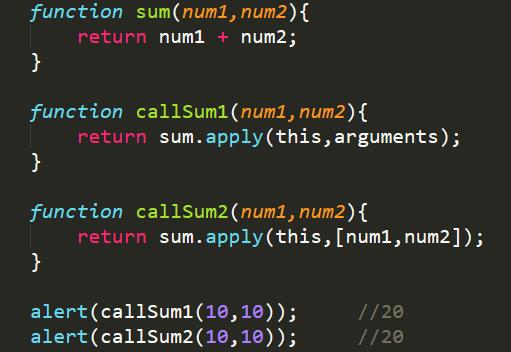 function sum(num1,num2){
    return num1 + num2;
}

function callSum1(num1,num2){
    return sum.apply(this,arguments);
}

function callSum2(num1,num2){
    return sum.apply(this,[num1,num2]);
}

alert(callSum1(10,10));     //20
alert(callSum2(10,10));     //20